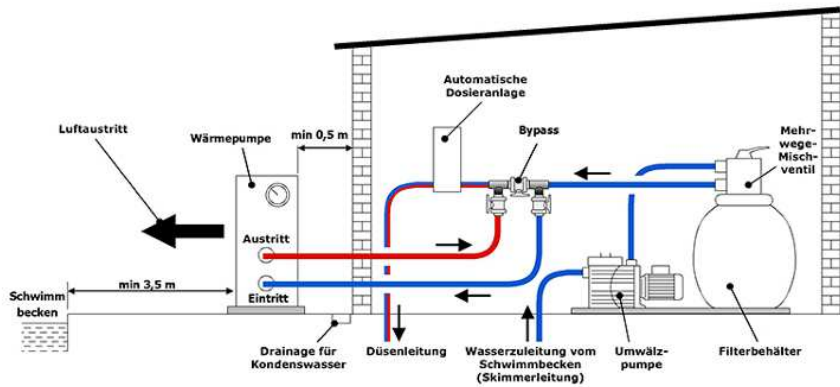 Automatische
Dosieranlage
Luftaustritt
Wärmepumpe
min 0,5 m
Bypass
Mehr-
wege-
Misch-
ventil
Austritt
Eintritt
min 3,5 m
Schwimm
becken
Drainage für
Kondenswasser
Düsenleitung
Wasserzuleitung vom
Schwimmbecken
(Skimmerleitung)
Umwälz-
pumpe
Filterbehälter